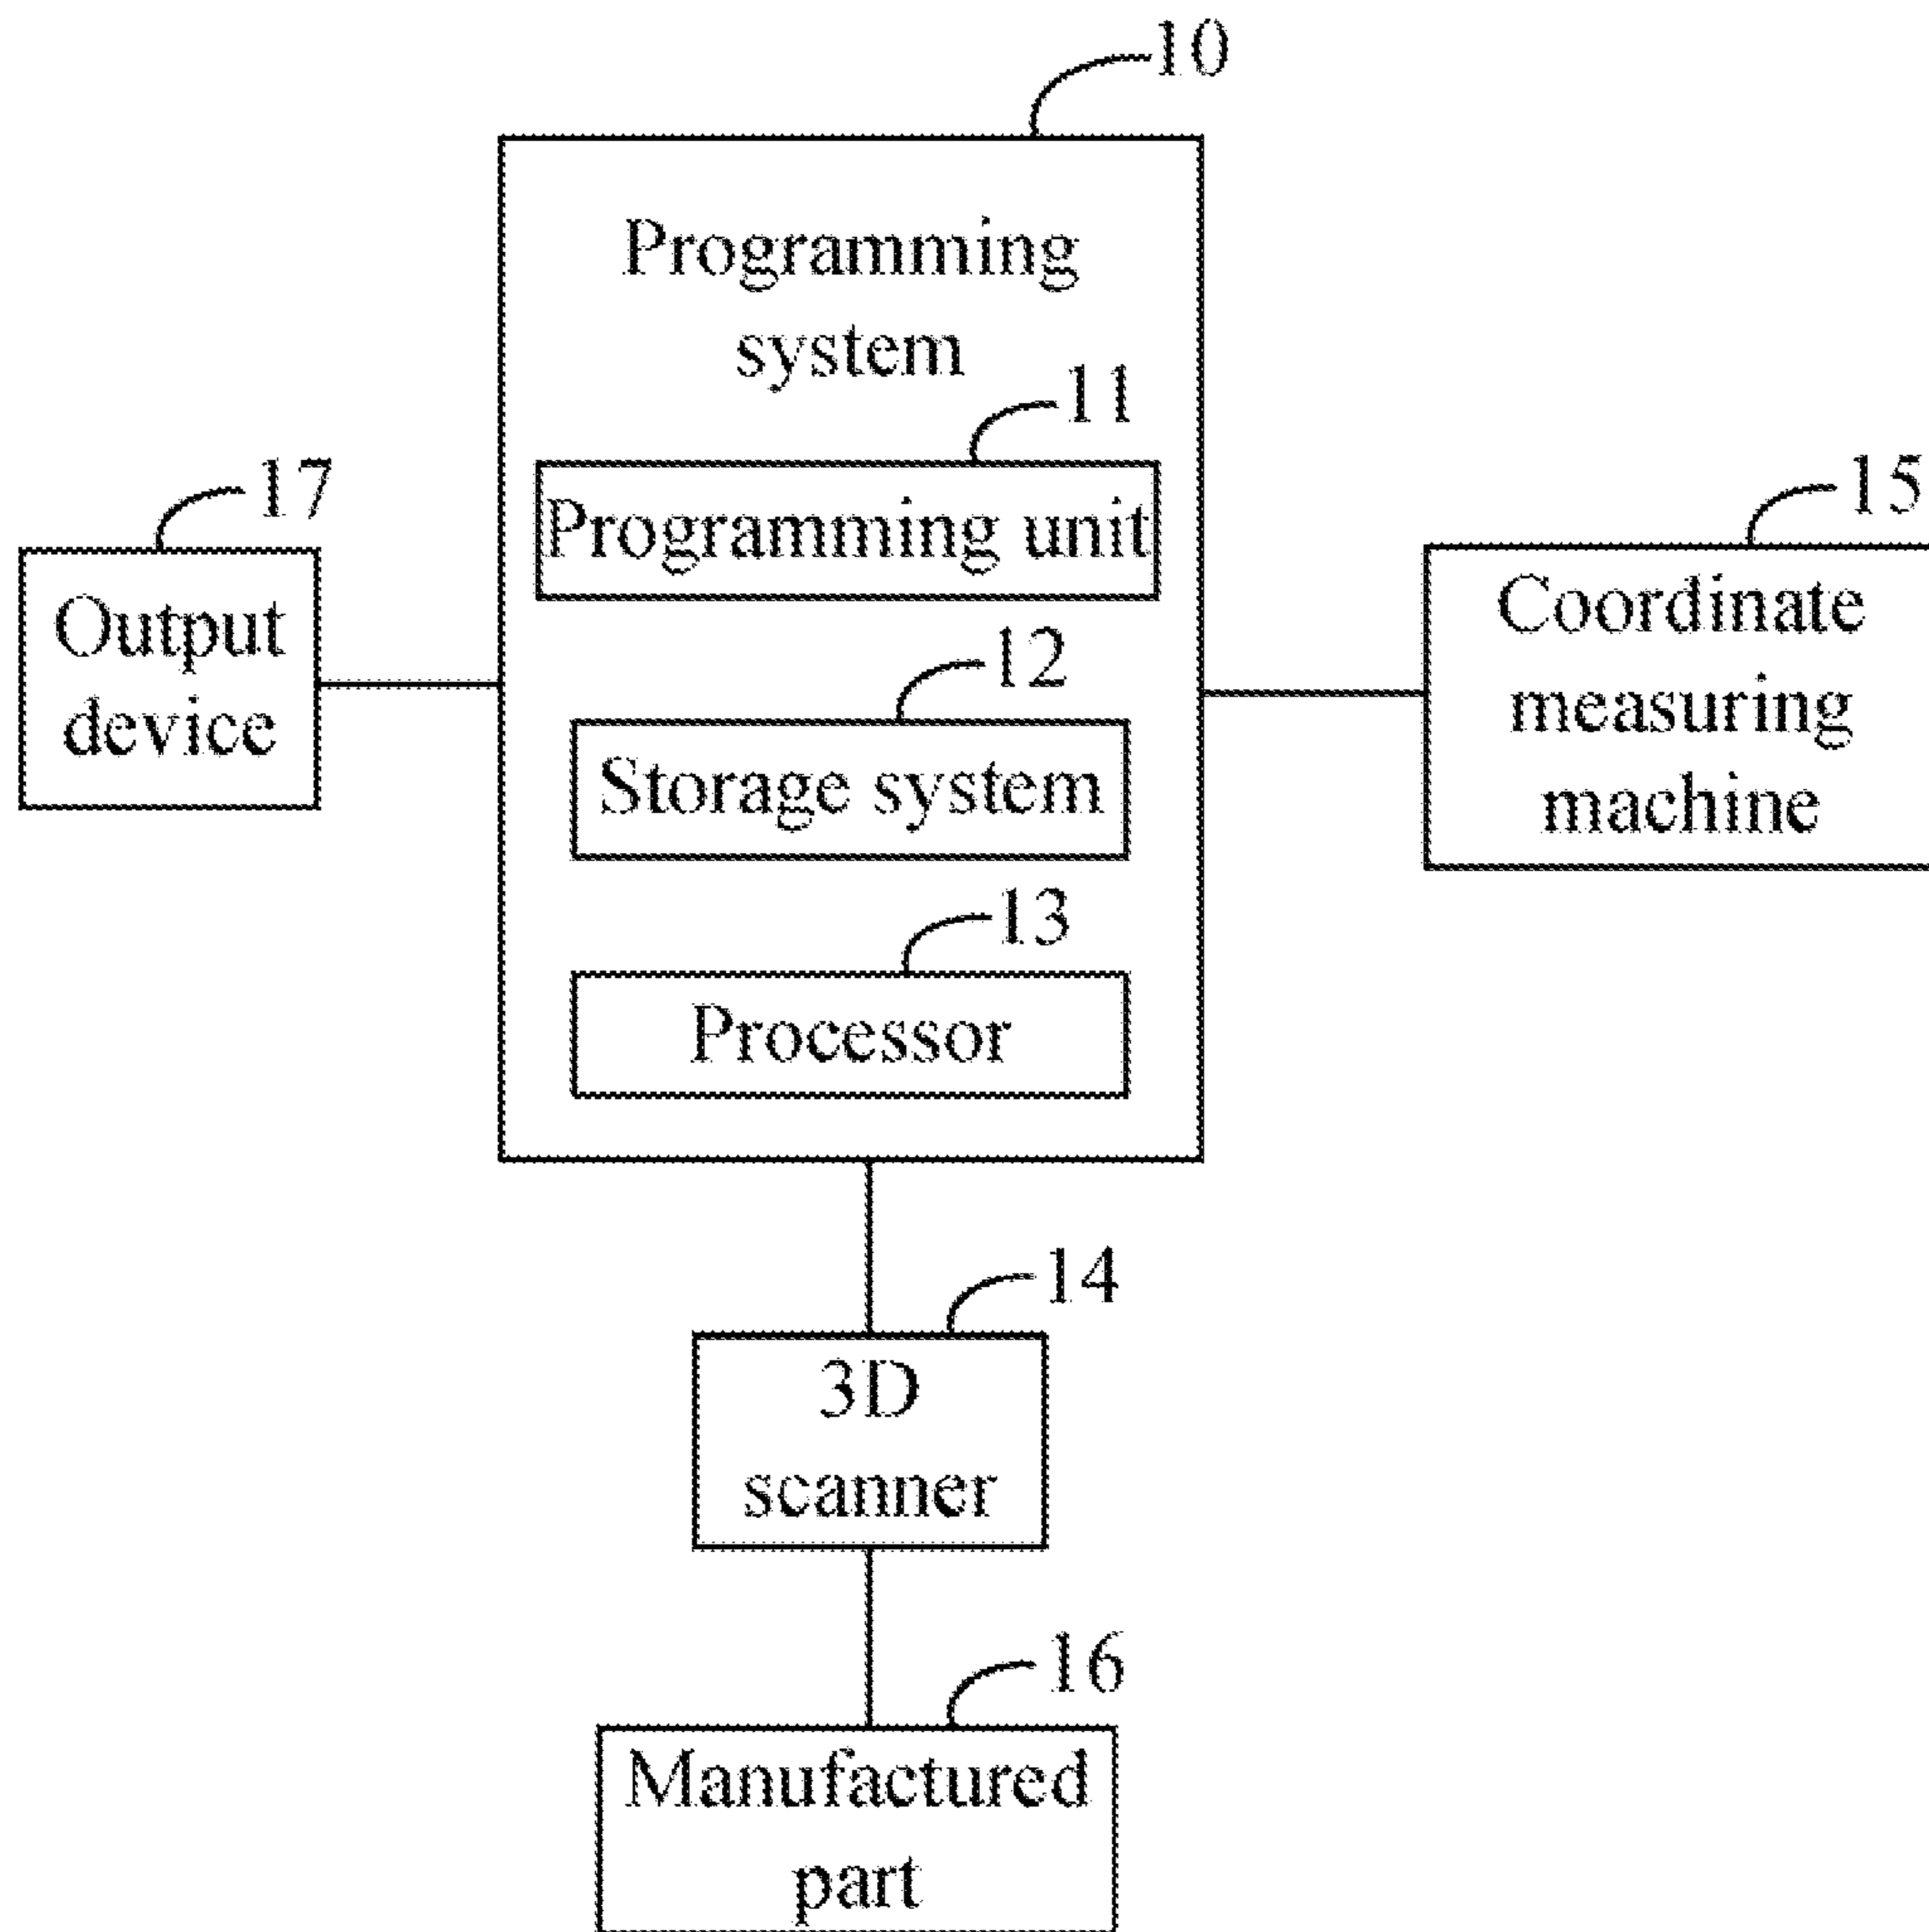 10
Programming
system
11
Programming unit
17
Output
device
15
Coordinate
measuring
machine
12
Storage system
13
Processor
14
3D
scanner
16
Manufactured
part